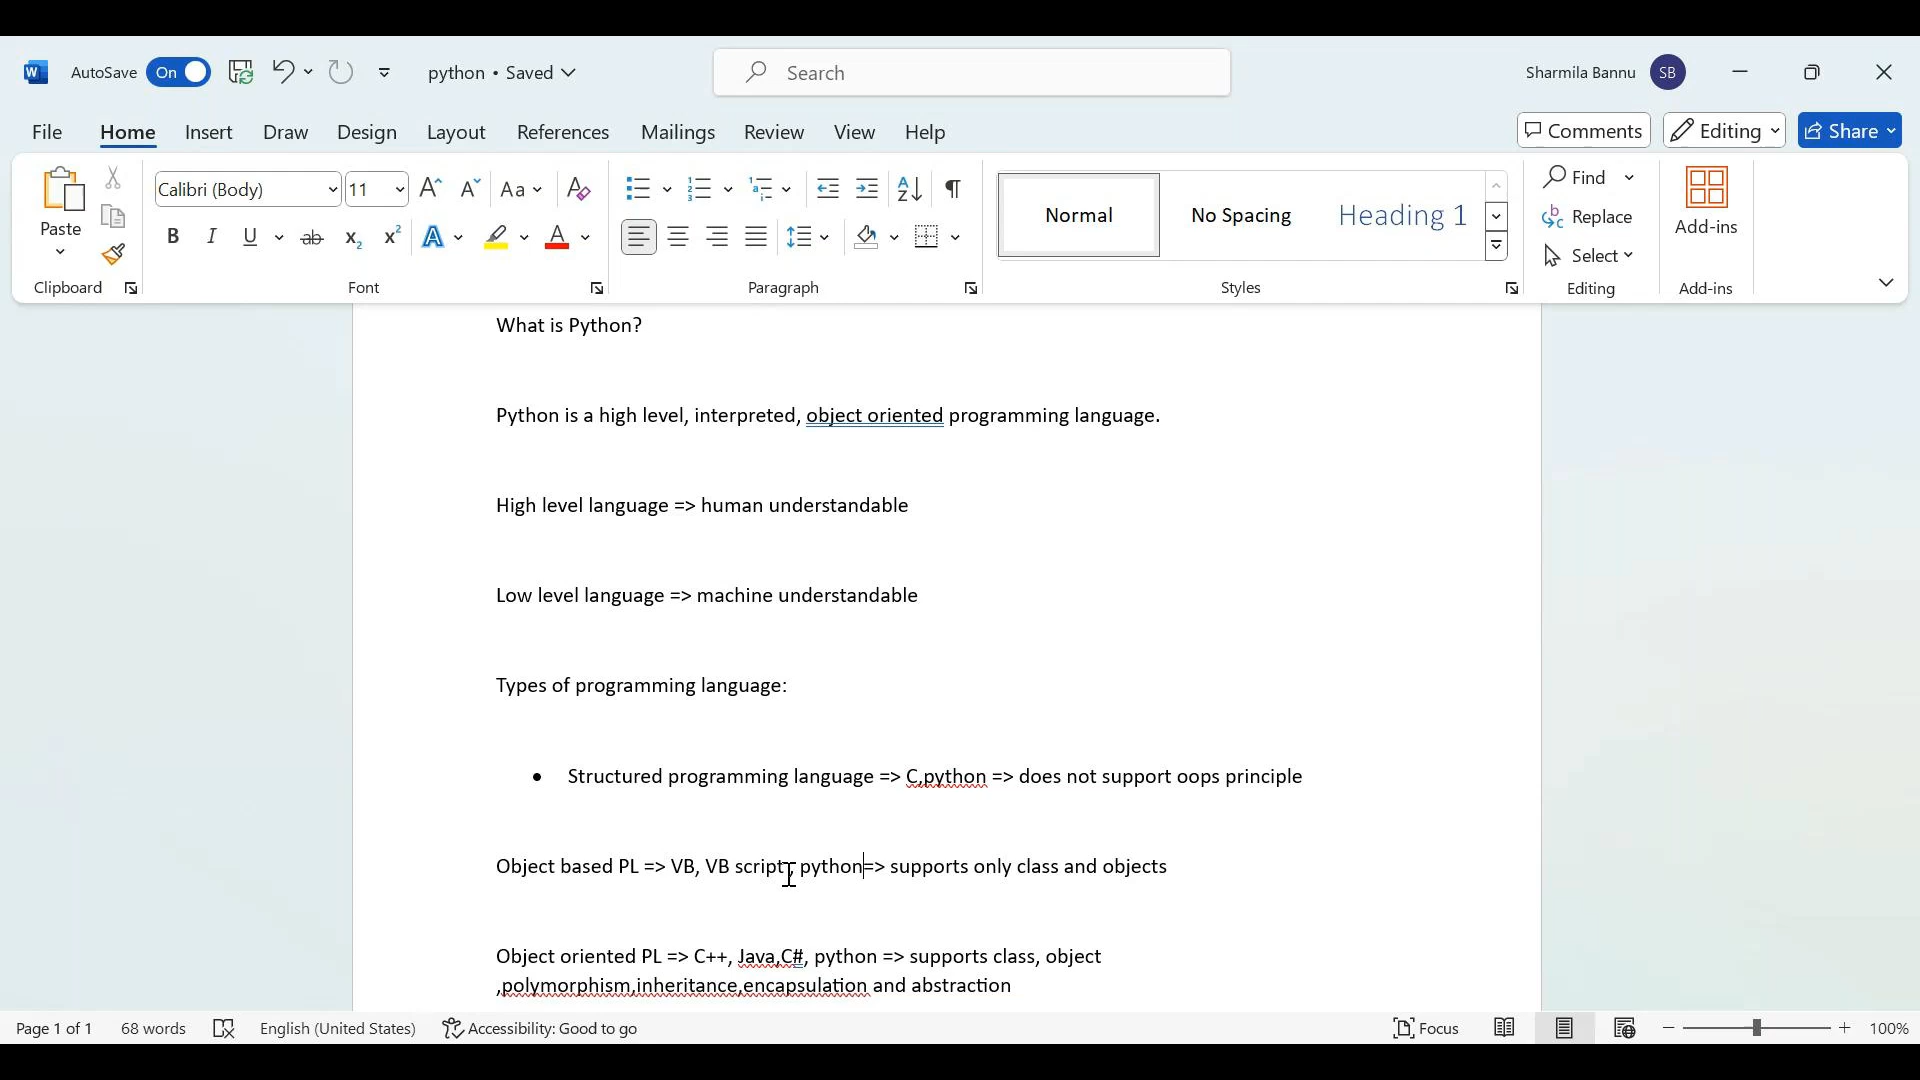 AutoSave On python • Saved Search Sharmila Bannu SB
File Home Insert Draw Design Layout References Mailings Review View Help Comments Editing Share
Paste Calibri (Body) 11 Aa Normal No Spacing Heading 1 Find Replace Select Add-ins
Clipboard Font Paragraph Styles Editing Add-ins
What is Python?
Python is a high level, interpreted, object oriented programming language.
High level language => human understandable
Low level language => machine understandable
Types of programming language:
• Structured programming language => C,python => does not support oops principle
Object based PL => VB, VB script, python=> supports only class and objects
Object oriented PL => C++, Java,C#, python => supports class, object
,polymorphism,inheritance,encapsulation and abstraction
Page 1 of 1 68 words English (United States) Accessibility: Good to go Focus 100%